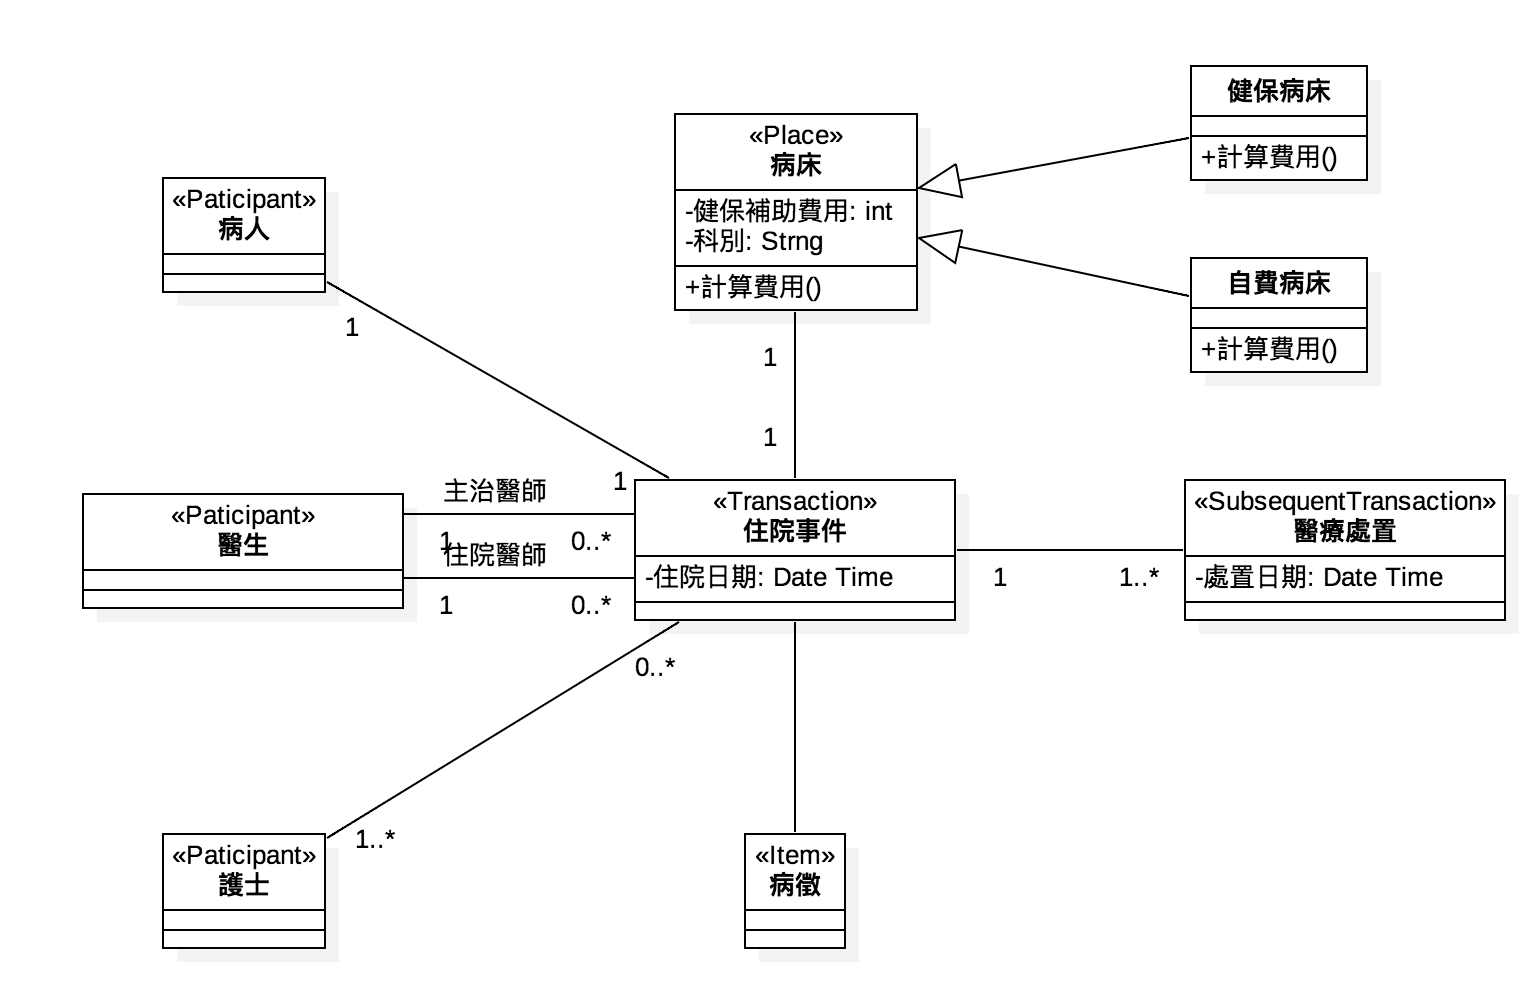 健保病床
+計算費用()
«Place»
病床
-健保補助費用: int
-科別: Strng
+計算費用()
«Paticipant»
病人
自費病床
+計算費用()
1
1
1
1
主治醫師
1
0..*
住院醫師
1
0..*
«Paticipant»
醫生
«Transaction»
住院事件
-住院日期: Date Time
1
1..*
«SubsequentTransaction»
醫療處置
-處置日期: Date Time
0..*
1..*
«Paticipant»
護士
«Item»
病徵